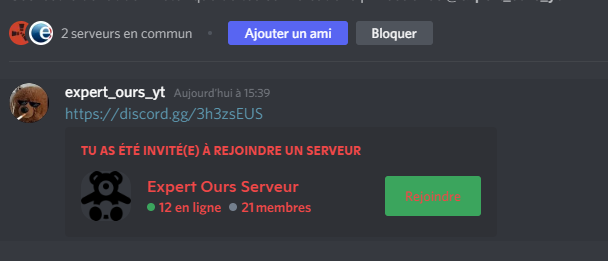 2 serveurs en commun
Ajouter un ami
Bloquer
expert_ours_yt Aujourd'hui à 15:39
https://discord.gg/3h3zsEUS
TU AS ÉTÉ INVITÉ(E) À REJOINDRE UN SERVEUR
Expert Ours Serveur
12 en ligne 21 membres
Rejoindre